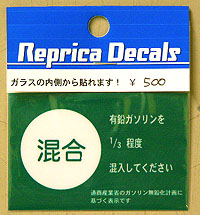 Reprica Decals
ガラスの内側から貼れます! ¥ 500
混合
有鉛ガソリンを
1/3 程度
混入してください
通商産業省のガソリン無鉛化計画に
基づく表示です